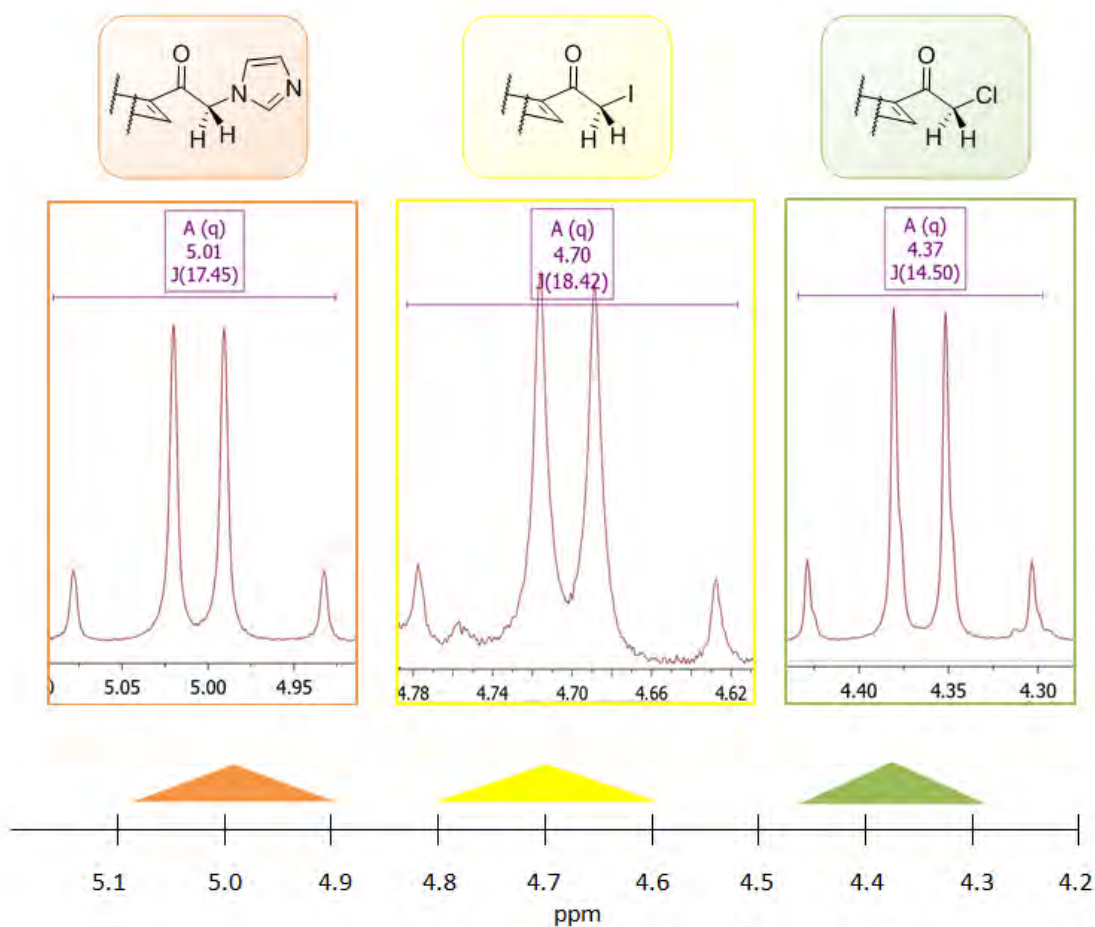 O
N
N
H
H
O
I
H
H
O
Cl
H
H
A (q)
5.01
J(17.45)
A (q)
4.70
J(18.42)
A (q)
4.37
J(14.50)
0 5.05 5.00 4.95
4.78 4.74 4.70 4.66 4.62
4.40 4.35 4.30
5.1 5.0 4.9 4.8 4.7 4.6 4.5 4.4 4.3 4.2
ppm